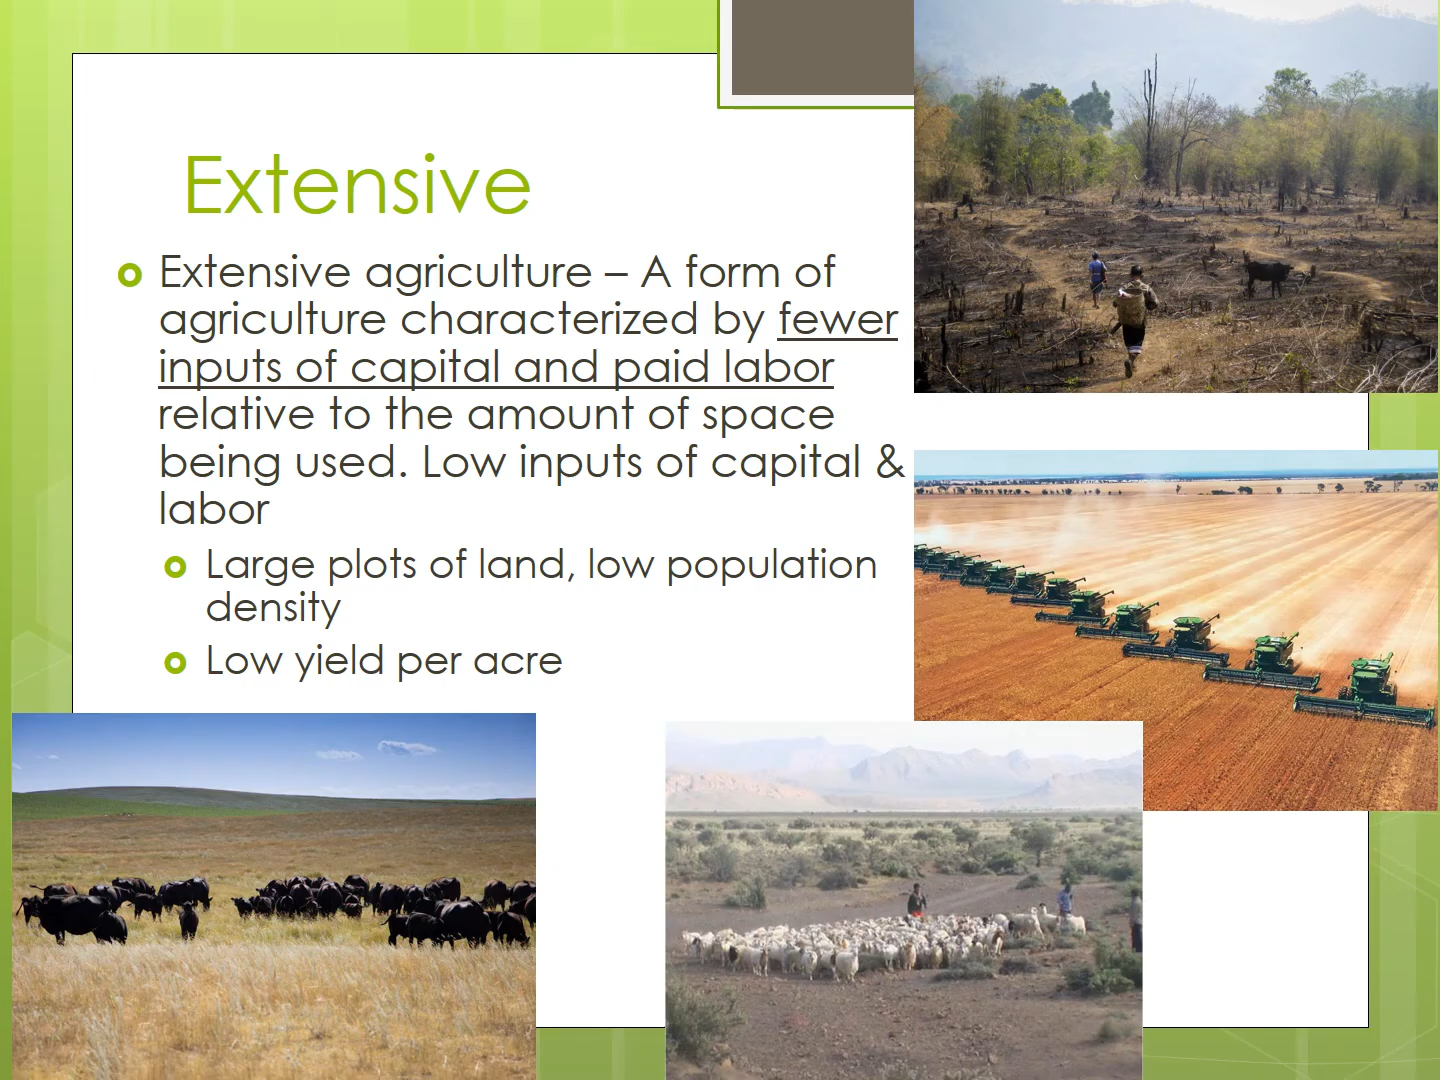 Extensive
Extensive agriculture – A form of
agriculture characterized by fewer
inputs of capital and paid labor
relative to the amount of space
being used. Low inputs of capital &
labor
Large plots of land, low population
density
Low yield per acre